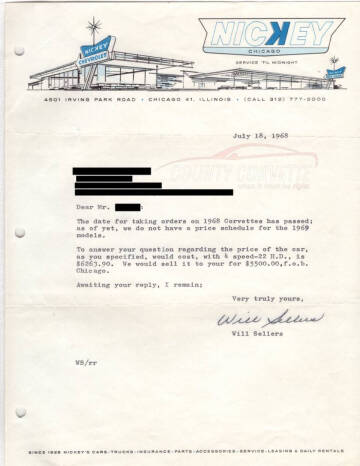 NICKEY
CHEVROLET
NICKEY
CHICAGO
SERVICE 'TIL MIDNIGHT
4501 IRVING PARK ROAD • CHICAGO 41, ILLINOIS • (CALL 312) 777-2000
July 18, 1968
COUNTY CORVETTE
Dear Mr.
The date for taking orders on 1968 Corvettes has passed;
as of yet, we do not have a price schedule for the 1969
models.
To answer your question regarding the price of the car,
as you specified, would cost, with 4 speed-22 H.D., is
$6263.90. We would sell it to your for $5500.00,f.o.b.
Chicago.
Awaiting your reply, I remain;
Very truly yours,
Will Sellers
Will Sellers
WS/rr
SINCE 1925 NICKEY'S CARS-TRUCKS-INSURANCE-PARTS-ACCESSORIES-SERVICE-LEASING & DAILY RENTALS